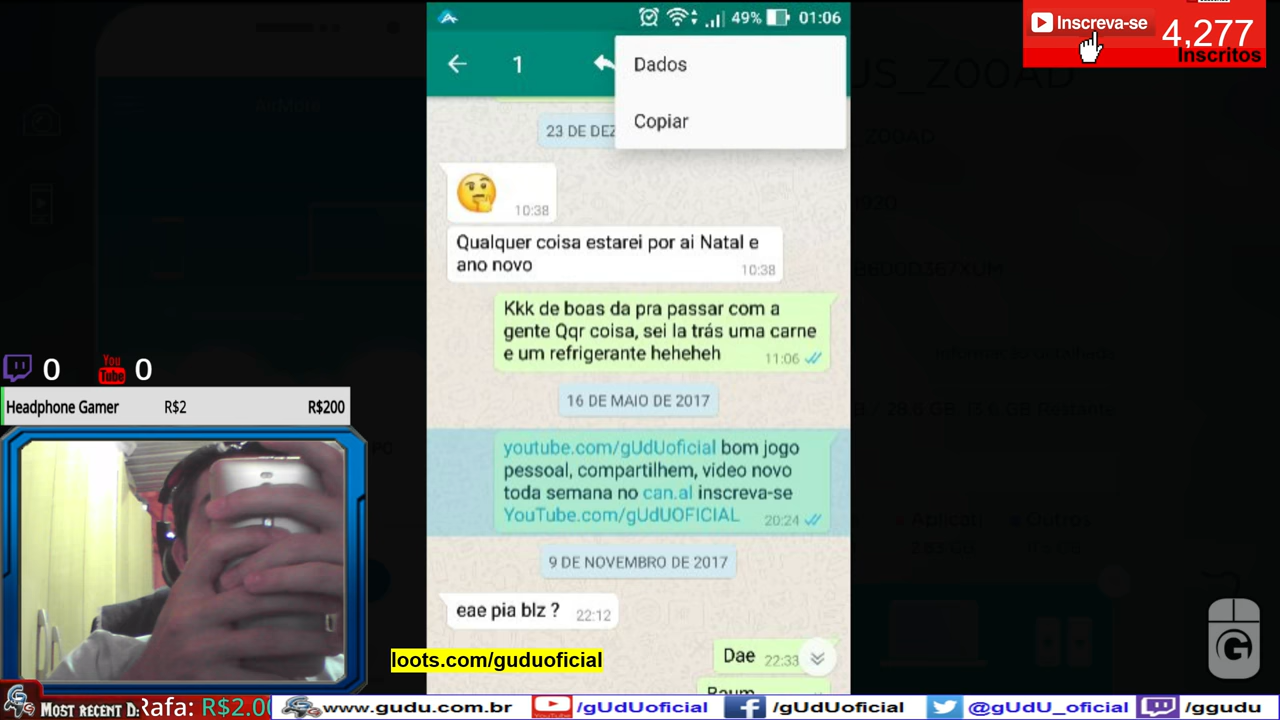 49% 01:06
Inscreva-se
4,277
Inscritos
1
Dados
Copiar
23 DE DEZ
10:38
Qualquer coisa estarei por ai Natal e
ano novo
10:38
Kkk de boas da pra passar com a
gente Qqr coisa, sei la trás uma carne
e um refrigerante heheheh
11:06
16 DE MAIO DE 2017
youtube.com/gUdUoficial bom jogo
pessoal, compartilhem, video novo
toda semana no can.al inscreva-se
YouTube.com/gUdUOFICIAL
20:24
9 DE NOVEMBRO DE 2017
eae pia blz ?
22:12
Dae
22:33
0
You
Tube
0
Headphone Gamer R$2 R$200
loots.com/guduoficial
Most recent D:
Rafa: R$2.0
www.gudu.com.br
/gUdUoficial
/gUdUoficial
@gUdU_oficial
/ggudu
G